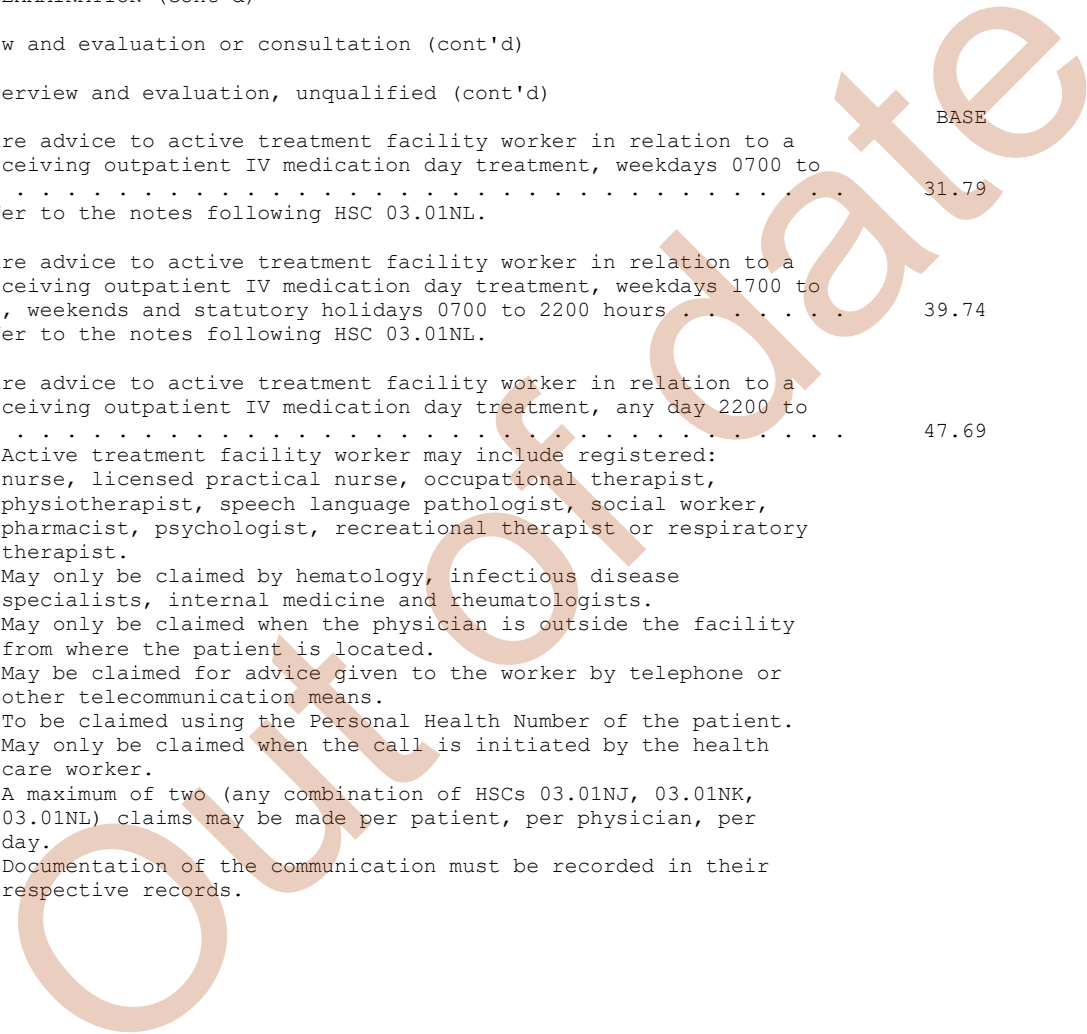 EXAMINATION (cont'd)
w and evaluation or consultation (cont'd)
erview and evaluation, unqualified (cont'd)
BASE
re advice to active treatment facility worker in relation to a
ceiving outpatient IV medication day treatment, weekdays 0700 to
. . . . . . . . . . . . . . . . . . . . . . . . . . . . . . . . . 31.79
er to the notes following HSC 03.01NL.
re advice to active treatment facility worker in relation to a
ceiving outpatient IV medication day treatment, weekdays 1700 to
, weekends and statutory holidays 0700 to 2200 hours . . . . . . . 39.74
er to the notes following HSC 03.01NL.
re advice to active treatment facility worker in relation to a
ceiving outpatient IV medication day treatment, any day 2200 to
. . . . . . . . . . . . . . . . . . . . . . . . . . . . . . . . . 47.69
Active treatment facility worker may include registered:
nurse, licensed practical nurse, occupational therapist,
physiotherapist, speech language pathologist, social worker,
pharmacist, psychologist, recreational therapist or respiratory
therapist.
May only be claimed by hematology, infectious disease
specialists, internal medicine and rheumatologists.
May only be claimed when the physician is outside the facility
from where the patient is located.
May be claimed for advice given to the worker by telephone or
other telecommunication means.
To be claimed using the Personal Health Number of the patient.
May only be claimed when the call is initiated by the health
care worker.
A maximum of two (any combination of HSCs 03.01NJ, 03.01NK,
03.01NL) claims may be made per patient, per physician, per
day.
Documentation of the communication must be recorded in their
respective records.
Out of date